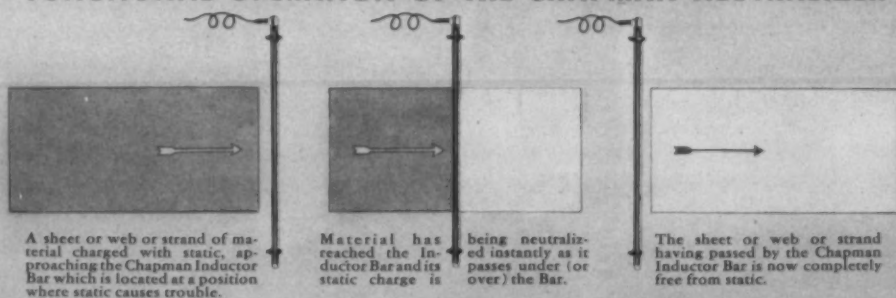 A sheet or web or strand of ma-
terial charged with static, ap-
proaching the Chapman Inductor
Bar which is located at a position
where static causes trouble.
Material has
reached the In-
ductor Bar and its
static charge is
being neutraliz-
ed instantly as it
passes under (or
over) the Bar.
The sheet or web or strand
having passed by the Chapman
Inductor Bar is now completely
free from static.